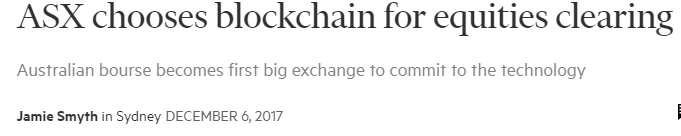 ASX chooses blockchain for equities clearing
Australian bourse becomes first big exchange to commit to the technology
Jamie Smyth in Sydney DECEMBER 6, 2017